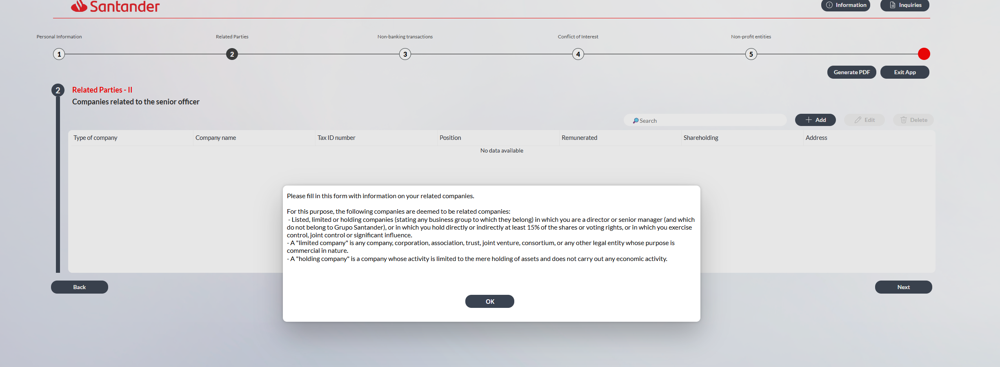 Santander
Information
Inquiries
Personal Information
Related Parties
Non-banking transactions
Conflict of Interest
Non-profit entities
1
2
3
4
5
Generate PDF
Exit App
2
Related Parties - II
Companies related to the senior officer
Search
Add
Edit
Delete
Type of company
Company name
Tax ID number
Position
Remunerated
Shareholding
Address
No data available
Please fill in this form with information on your related companies.
For this purpose, the following companies are deemed to be related companies:
- Listed, limited or holding companies (stating any business group to which they belong) in which you are a director or senior manager (and which
do not belong to Grupo Santander), or in which you hold directly or indirectly at least 15% of the shares or voting rights, or in which you exercise
control, joint control or significant influence.
- A "limited company" is any company, corporation, association, trust, joint venture, consortium, or any other legal entity whose purpose is
commercial in nature.
- A "holding company" is a company whose activity is limited to the mere holding of assets and does not carry out any economic activity.
OK
Back
Next